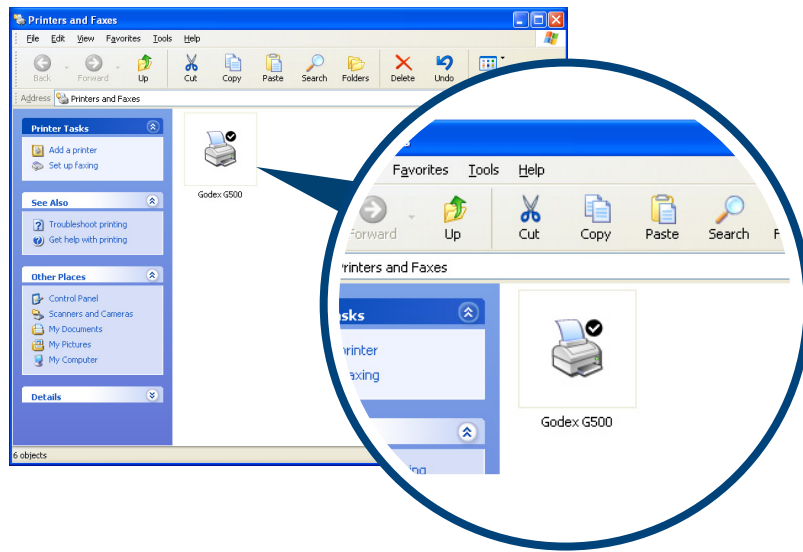 Printers and Faxes
File Edit View Favorites Tools Help
Back Forward Up Cut Copy Paste Search Folders Delete Undo
Address Printers and Faxes
Printer Tasks
Add a printer
Set up faxing
See Also
Troubleshoot printing
Get help with printing
Other Places
Control Panel
Scanners and Cameras
My Documents
My Pictures
My Computer
Details
Godex G500
6 objects
Favorites Tools Help
Forward Up Cut Copy Paste Search F
Printers and Faxes
asks
printer
faxing
Godex G500